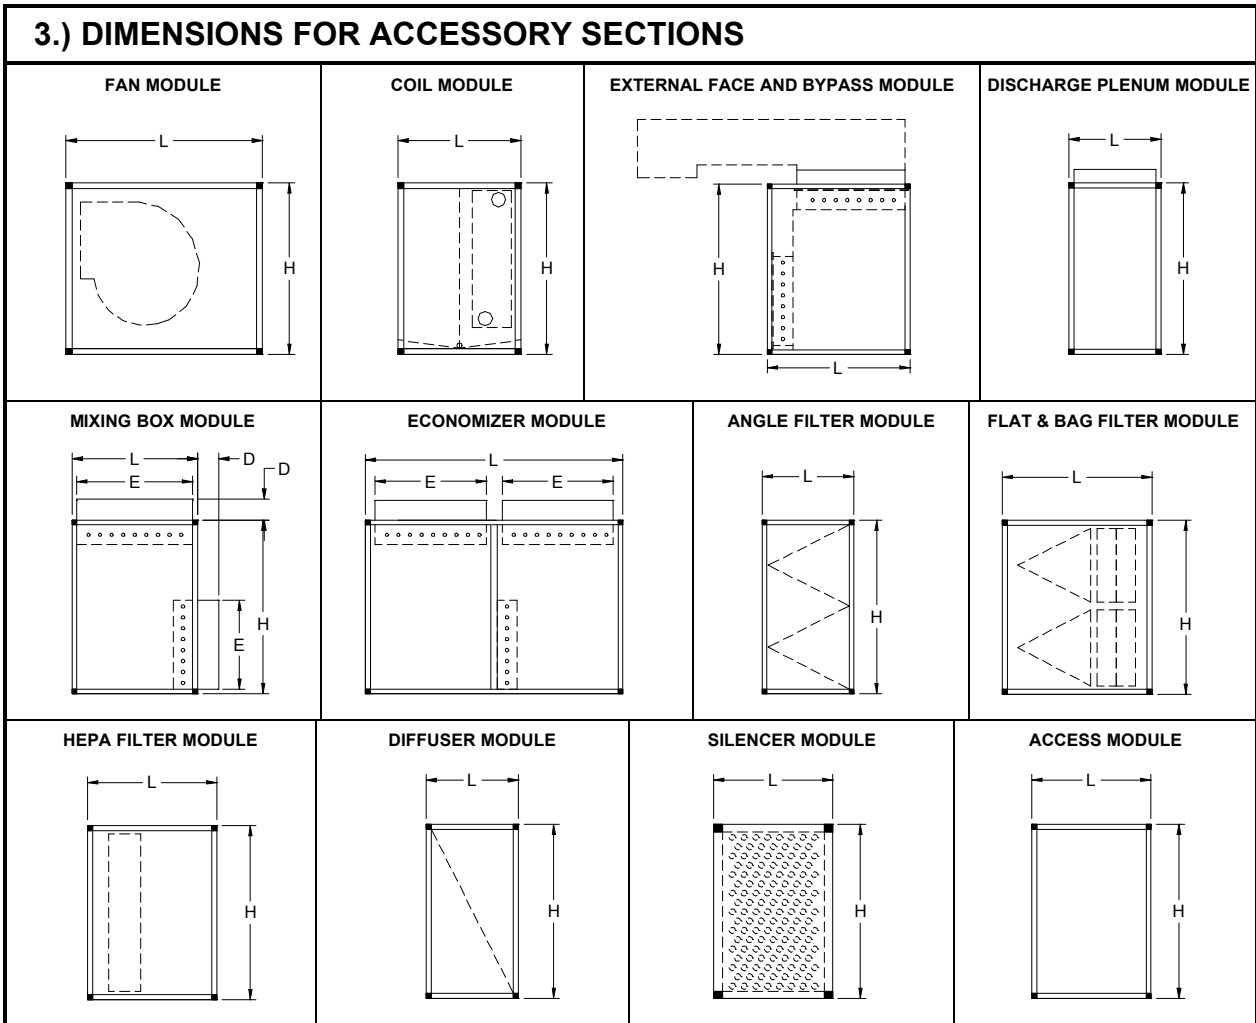 3.) DIMENSIONS FOR ACCESSORY SECTIONS
FAN MODULE
L
H
COIL MODULE
L
H
EXTERNAL FACE AND BYPASS MODULE
H
L
DISCHARGE PLENUM MODULE
L
H
MIXING BOX MODULE
L
D
D
E
H
E
ECONOMIZER MODULE
L
E
E
ANGLE FILTER MODULE
L
H
FLAT & BAG FILTER MODULE
L
H
HEPA FILTER MODULE
L
H
DIFFUSER MODULE
L
H
SILENCER MODULE
L
H
ACCESS MODULE
L
H